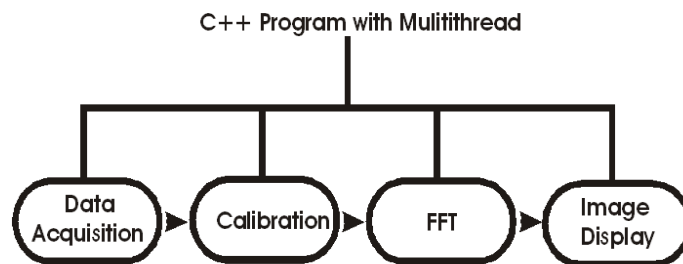 C++ Program with Mulitithread
Data
Acquisition
Calibration
FFT
Image
Display